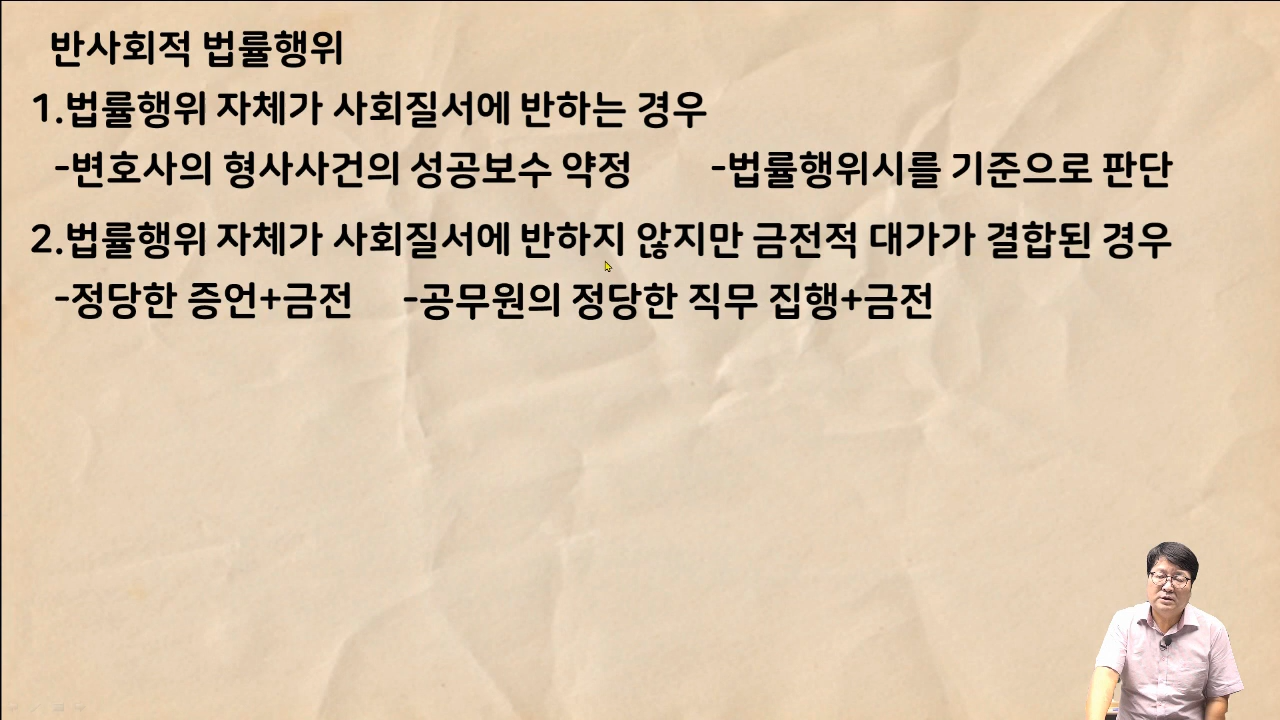 반사회적 법률행위
1.법률행위 자체가 사회질서에 반하는 경우
-변호사의 형사사건의 성공보수 약정 -법률행위시를 기준으로 판단
2.법률행위 자체가 사회질서에 반하지 않지만 금전적 대가가 결합된 경우
-정당한 증언+금전 -공무원의 정당한 직무 집행+금전